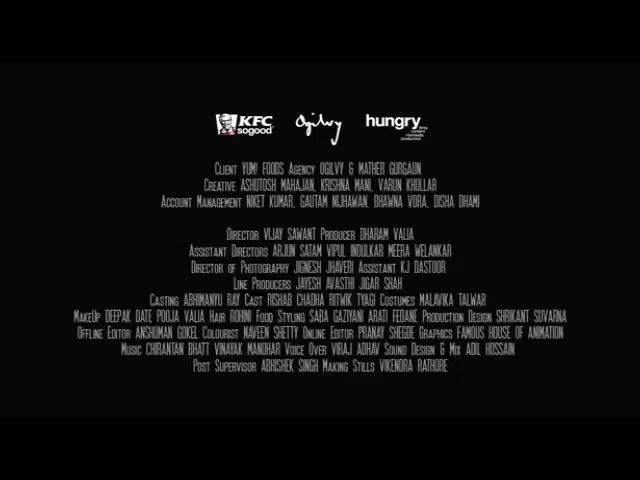 KFC Ogilvy hungry
sogood
Client YUM! FOODS Agency OGILVY & MATHER GURGAON
Creative ASHUTOSH MAHAJAN, KRISHNA MANI, VARUN KHULLAR
Account Management NIKET KUMAR, GAUTAM NIJHAWAN, BHAWNA VORA, DISHA DHAMI
Director VIJAY SAWANT Producer DHARAM VALIA
Assistant Directors ARJUN SATAM VIPUL INDULKAR MEERA WELANKAR
Director of Photography JIGNESH JHAVERI Assistant KJ DASTOOR
Line Producers JAYESH AVASTHI JIGAR SHAH
Casting ABHIMANYU RAY Cast RISHAB CHADHA RITWIK TYAGI Costumes MALAVIKA TALWAR
MakeUp DEEPAK DATE POOJA VALIA Hair ROHINI Food Styling SABA GAZIYANI ARATI FEDANE Production Design SHRIKANT SUVARNA
Offline Editor ANSHUMAN GOKEL Colourist NAVEEN SHETTY Online Editor PRANAY SHEGDE Graphics FAMOUS HOUSE OF ANIMATION
Music CHIRANTAN BHATT VINAYAK MANOHAR Voice Over VIRAJ ADHAV Sound Design & Mix ADIL HOSSAIN
Post Supervisor ABHISHEK SINGH Making Stills VIKENDRA RATHORE